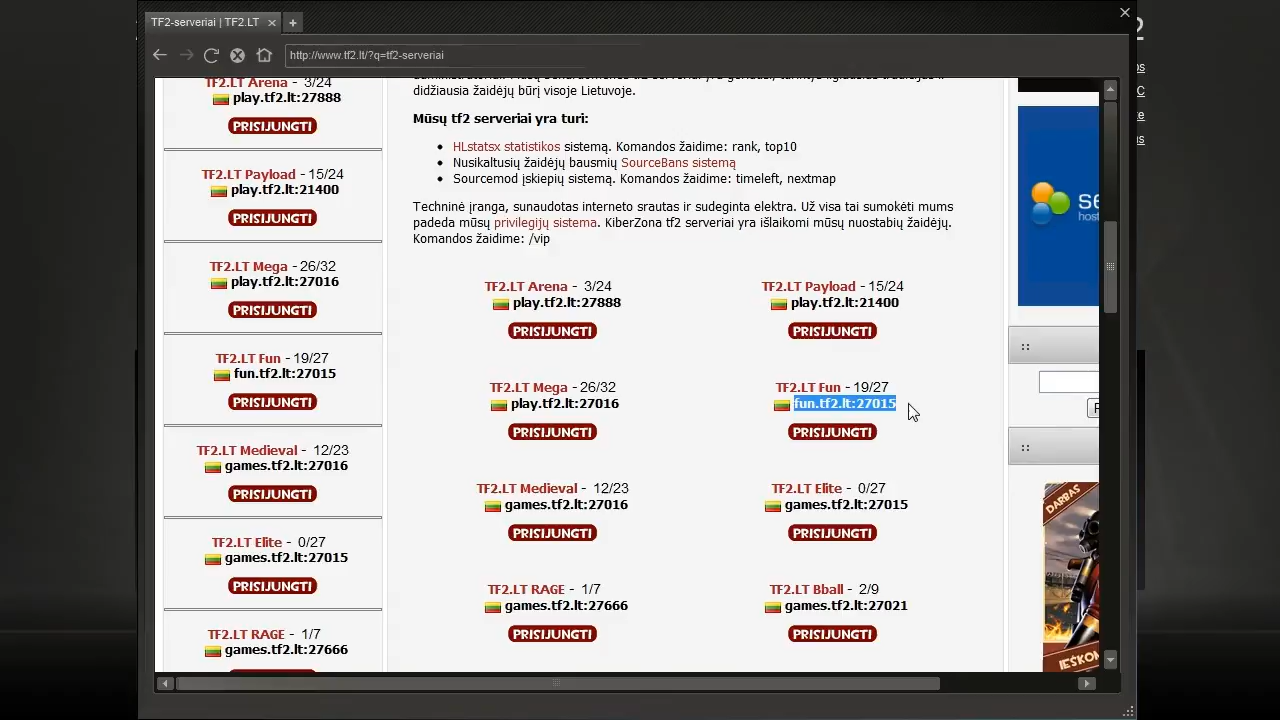 TF2-serveriai | TF2.LT
http://www.tf2.lt/?q=tf2-serveriai
TF2.LT Arena - 3/24
play.tf2.lt:27888
PRISIJUNGTI
TF2.LT Payload - 15/24
play.tf2.lt:21400
PRISIJUNGTI
TF2.LT Mega - 26/32
play.tf2.lt:27016
PRISIJUNGTI
TF2.LT Fun - 19/27
fun.tf2.lt:27015
PRISIJUNGTI
TF2.LT Medieval - 12/23
games.tf2.lt:27016
PRISIJUNGTI
TF2.LT Elite - 0/27
games.tf2.lt:27015
PRISIJUNGTI
TF2.LT RAGE - 1/7
games.tf2.lt:27666
didžiausia žaidėjų būrį visoje Lietuvoje.
Mūsų tf2 serveriai yra turi:
HLstatsx statistikos sistemą. Komandos žaidime: rank, top10
Nusikaltusių žaidėjų bausmių SourceBans sistemą
Sourcemod įskiepių sistemą. Komandos žaidime: timeleft, nextmap
Techninė įranga, sunaudotas interneto srautas ir sudeginta elektra. Už visa tai sumokėti mums
padeda mūsų privilegijų sistema. KiberZona tf2 serveriai yra išlaikomi mūsų nuostabių žaidėjų.
Komandos žaidime: /vip
TF2.LT Arena - 3/24
play.tf2.lt:27888
PRISIJUNGTI
TF2.LT Payload - 15/24
play.tf2.lt:21400
PRISIJUNGTI
TF2.LT Mega - 26/32
play.tf2.lt:27016
PRISIJUNGTI
TF2.LT Fun - 19/27
fun.tf2.lt:27015
PRISIJUNGTI
TF2.LT Medieval - 12/23
games.tf2.lt:27016
PRISIJUNGTI
TF2.LT Elite - 0/27
games.tf2.lt:27015
PRISIJUNGTI
TF2.LT RAGE - 1/7
games.tf2.lt:27666
PRISIJUNGTI
TF2.LT Bball - 2/9
games.tf2.lt:27021
PRISIJUNGTI
se
host
::
::
DARBAS
IEŠKOM
2
os
C
te
us